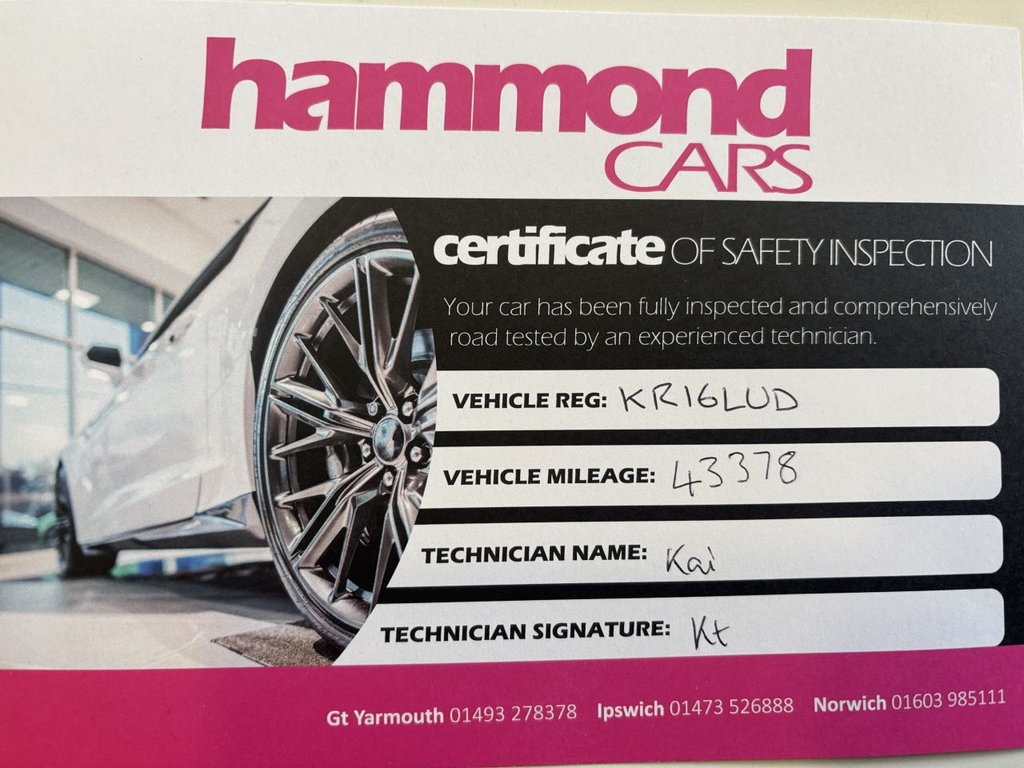 hammond
CARS
certificate OF SAFETY INSPECTION
Your car has been fully inspected and comprehensively
road tested by an experienced technician.
VEHICLE REG: KR16LUD
VEHICLE MILEAGE: 43378
TECHNICIAN NAME: Kai
TECHNICIAN SIGNATURE: Kt
Gt Yarmouth 01493 278378 Ipswich 01473 526888 Norwich 01603 985111